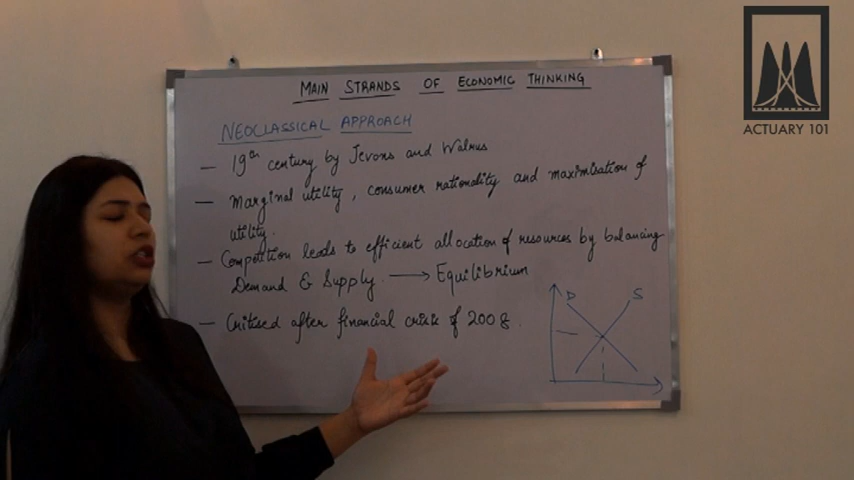 MAIN STRANDS OF ECONOMIC THINKING
NEOCLASSICAL APPROACH
— 19th century by Jevons and Walrus
— Marginal utility, consumer rationality and maximisation of
utility.
— Competition leads to efficient allocation of resources by balancing
Demand & Supply. → Equilibrium
— Critised after financial crisis of 2008.
D S
ACTUARY 101